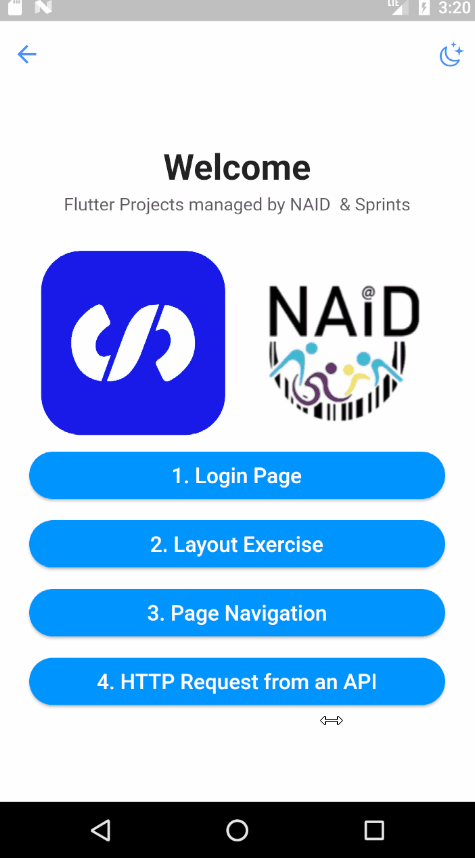 LTE 3:20
Welcome
Flutter Projects managed by NAID & Sprints
@
NAiD
1. Login Page
2. Layout Exercise
3. Page Navigation
4. HTTP Request from an API